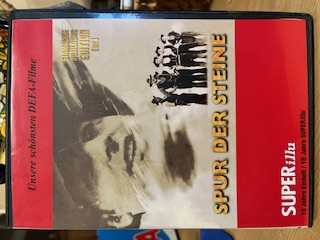 Unsere schönsten DEFA-Filme
SPUR DER STEINE
SUPERillu
15 Jahre Einheit / 15 Jahre SUPERillu